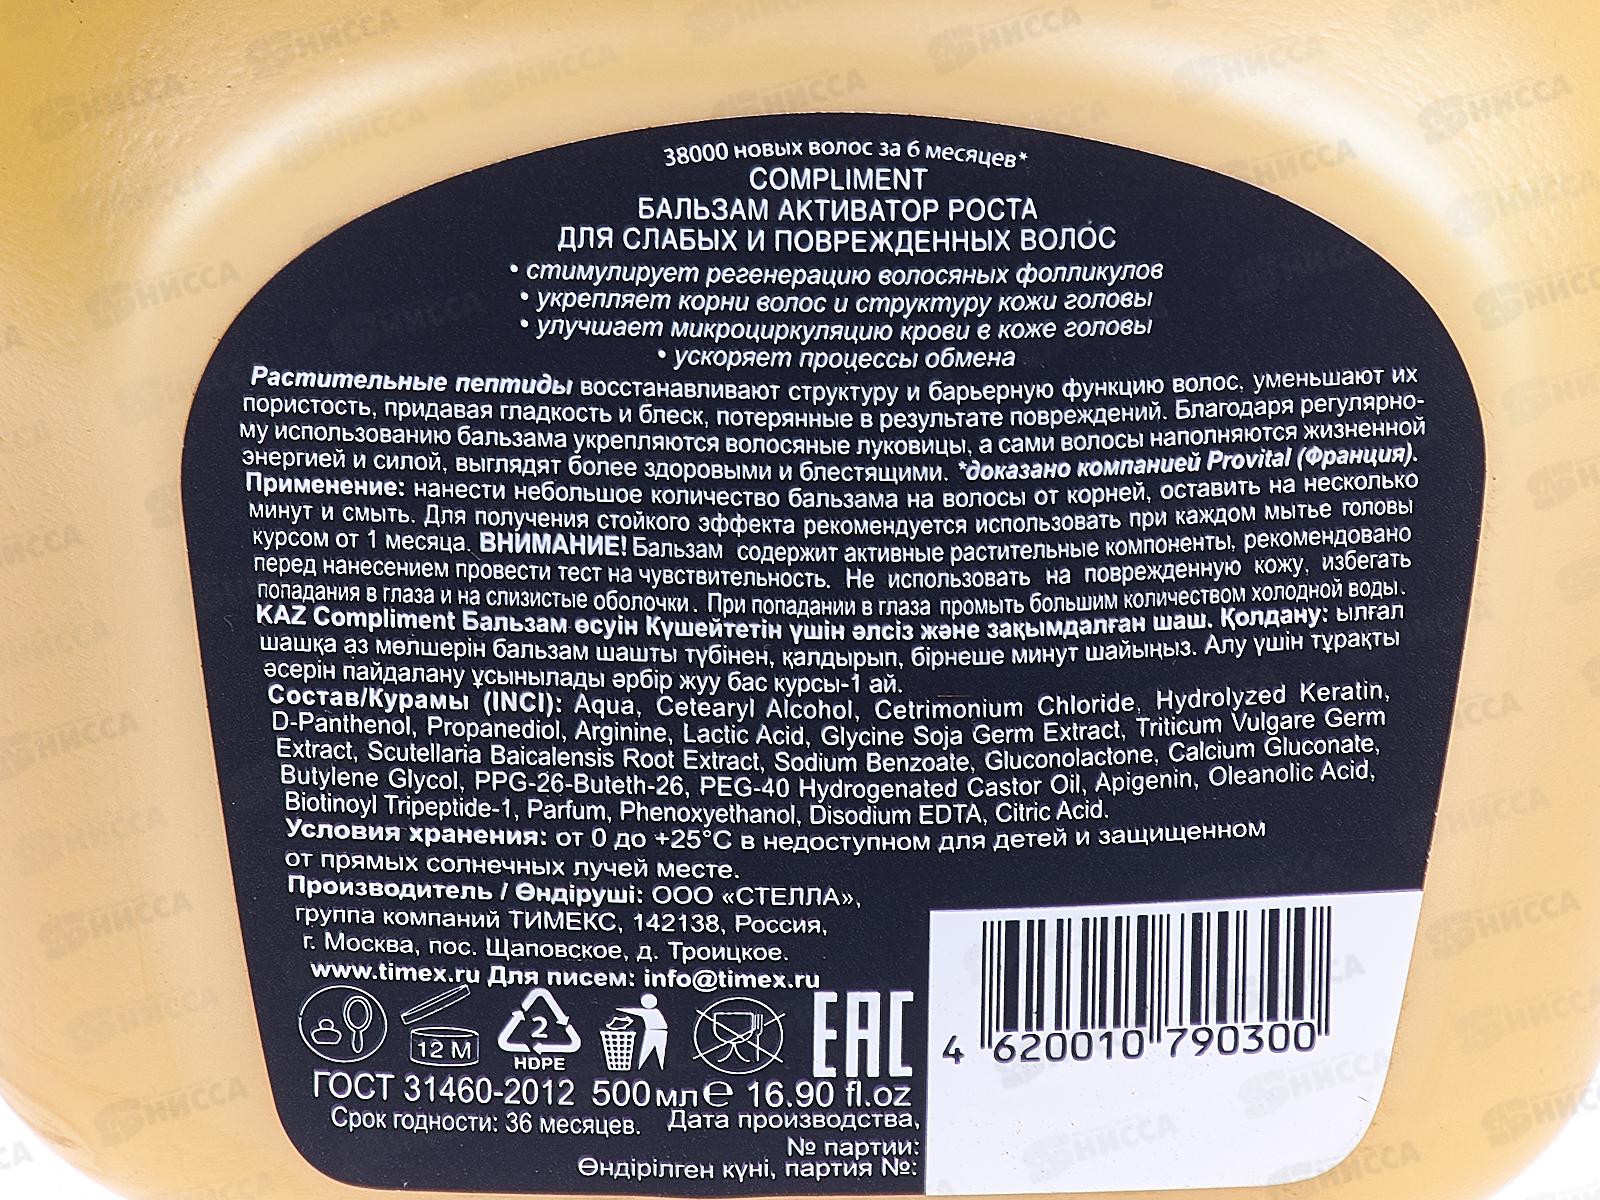 38000 новых волос за 6 месяцев*
COMPLIMENT
БАЛЬЗАМ АКТИВАТОР РОСТА
ДЛЯ СЛАБЫХ И ПОВРЕЖДЕННЫХ ВОЛОС
• стимулирует регенерацию волосяных фолликулов
• укрепляет корни волос и структуру кожи головы
• улучшает микроциркуляцию крови в коже головы
• ускоряет процессы обмена
Растительные пептиды восстанавливают структуру и барьерную функцию волос, уменьшают их
пористость, придавая гладкость и блеск, потерянные в результате повреждений. Благодаря регулярно-
му использованию бальзама укрепляются волосяные луковицы, а сами волосы наполняются жизненной
энергией и силой, выглядят более здоровыми и блестящими. *доказано компанией Provital (Франция).
Применение: нанести небольшое количество бальзама на волосы от корней, оставить на несколько
минут и смыть. Для получения стойкого эффекта рекомендуется использовать при каждом мытье головы
курсом от 1 месяца. ВНИМАНИЕ! Бальзам содержит активные растительные компоненты, рекомендовано
перед нанесением провести тест на чувствительность. Не использовать на поврежденную кожу, избегать
попадания в глаза и на слизистые оболочки. При попадании в глаза промыть большим количеством холодной воды.
KAZ Compliment Бальзам өсуін Күшейтетін үшін әлсіз және зақымдалған шаш. Қолдану: ылғал
шашқа аз мөлшерін бальзам шашты түбінен, қалдырып, бірнеше минут шайыңыз. Алу үшін тұрақты
әсерін пайдалану ұсынылады әрбір жуу бас курсы-1 ай.
Состав/Курамы (INCI): Aqua, Cetearyl Alcohol, Cetrimonium Chloride, Hydrolyzed Keratin,
D-Panthenol, Propanediol, Arginine, Lactic Acid, Glycine Soja Germ Extract, Triticum Vulgare Germ
Extract, Scutellaria Baicalensis Root Extract, Sodium Benzoate, Gluconolactone, Calcium Gluconate,
Butylene Glycol, PPG-26-Buteth-26, PEG-40 Hydrogenated Castor Oil, Apigenin, Oleanolic Acid,
Biotinoyl Tripeptide-1, Parfum, Phenoxyethanol, Disodium EDTA, Citric Acid.
Условия хранения: от 0 до +25°C в недоступном для детей и защищенном
от прямых солнечных лучей месте.
Производитель / Өндіруші: ООО «СТЕЛЛА»,
группа компаний ТИМЕКС, 142138, Россия,
г. Москва, пос. Щаповское, д. Троицкое.
www.timex.ru Для писем: info@timex.ru
12 М
2
HDPE
EAC
4 620010 790300
ГОСТ 31460-2012 500 мл ℮ 16.90 fl.oz
Срок годности: 36 месяцев. Дата производства,
№ партии:
Өндірілген күні, партия №:
НИССА